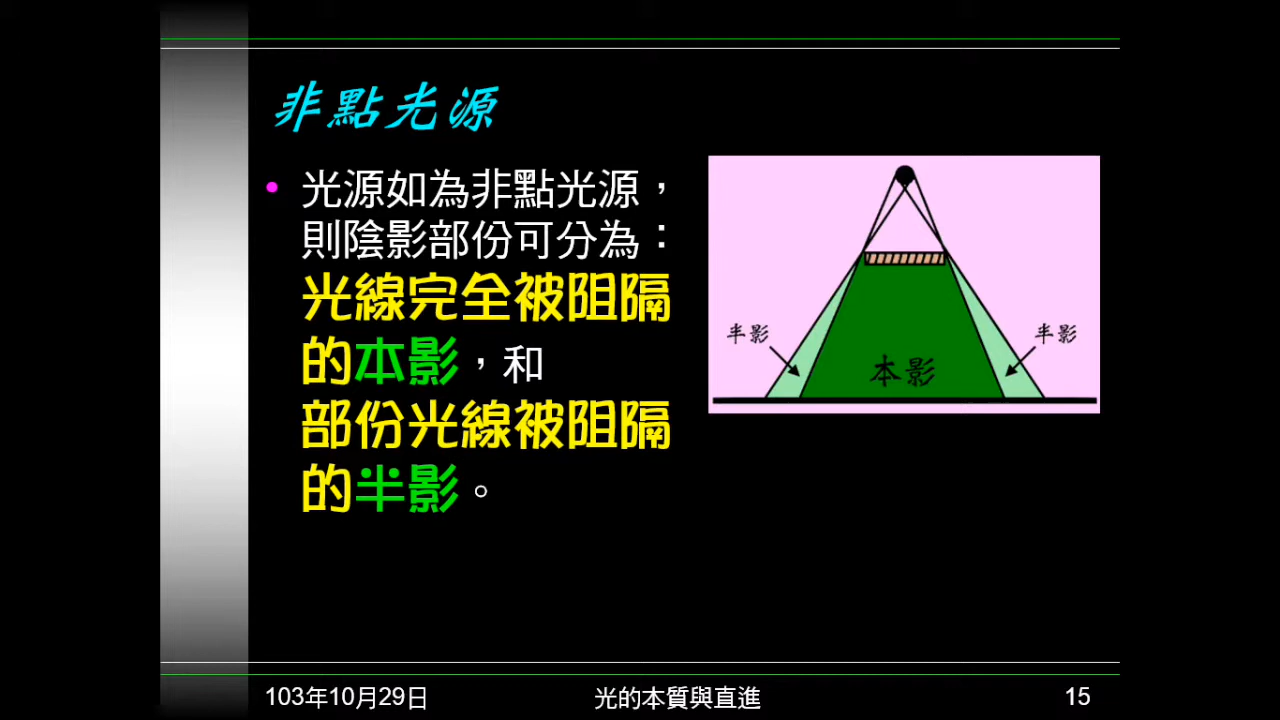 非點光源
• 光源如為非點光源，
則陰影部份可分為：
光線完全被阻隔
的本影，和
部份光線被阻隔
的半影。
半影
半影
本影
103年10月29日
光的本質與直進
15